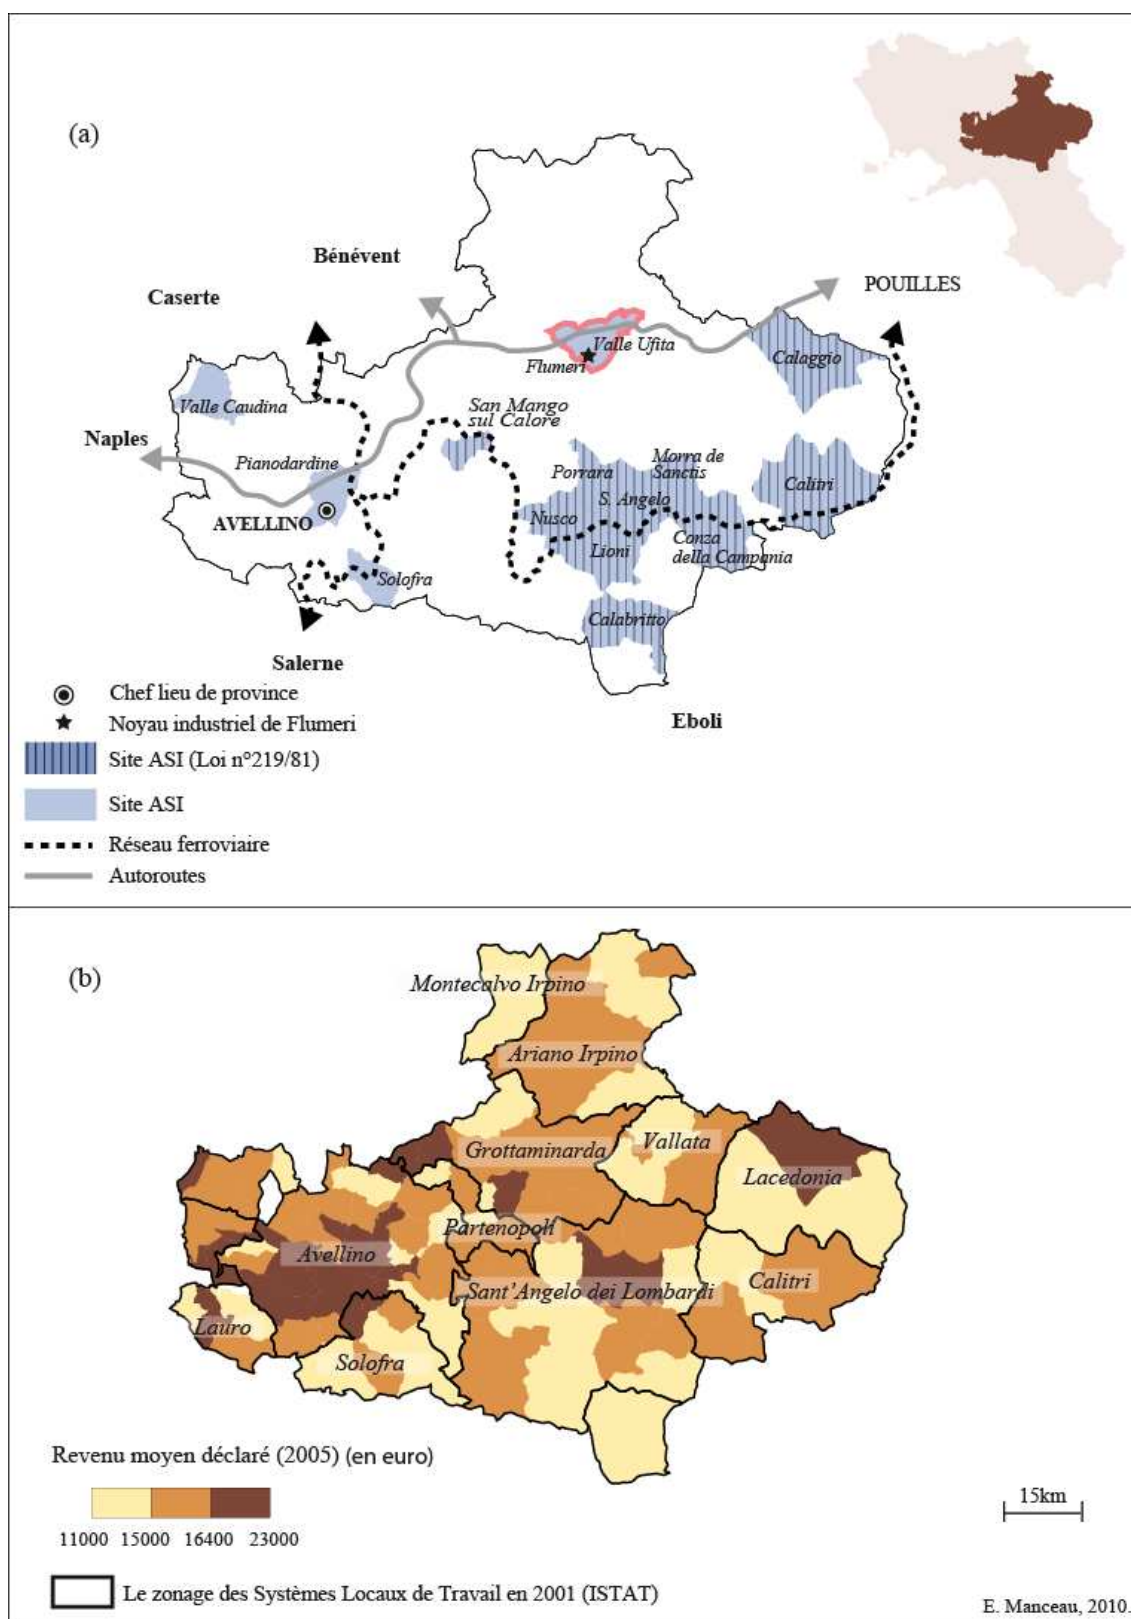 (a)
Bénévent
Caserte
POUILLES
Valle Ufita
Flumeri
Calaggio
Valle Caudina
San Mango
sul Calore
Naples
Pianodardine
Porrara
Morra de
Sanctis
Calitri
S. Angelo
AVELLINO
Nusco
Conza
della Campania
Lioni
Solofra
Calabritto
Salerne
Eboli
Chef lieu de province
Noyau industriel de Flumeri
Site ASI (Loi n°219/81)
Site ASI
Réseau ferroviaire
Autoroutes
(b)
Montecalvo Irpino
Ariano Irpino
Grottaminarda
Vallata
Lacedonia
Partenopoli
Avellino
Sant'Angelo dei Lombardi
Calitri
Lauro
Solofra
Revenu moyen déclaré (2005) (en euro)
11000 15000 16400 23000
15km
Le zonage des Systèmes Locaux de Travail en 2001 (ISTAT)
E. Manceau, 2010.